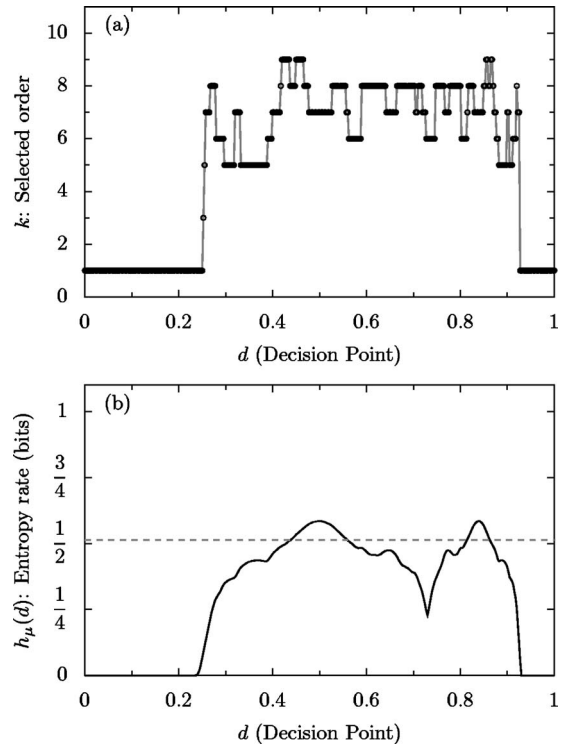 (a)
k: Selected order
10
8
6
4
2
0
0 0.2 0.4 0.6 0.8 1
d (Decision Point)
(b)
hμ(d): Entropy rate (bits)
1
3/4
1/2
1/4
0
0 0.2 0.4 0.6 0.8 1
d (Decision Point)